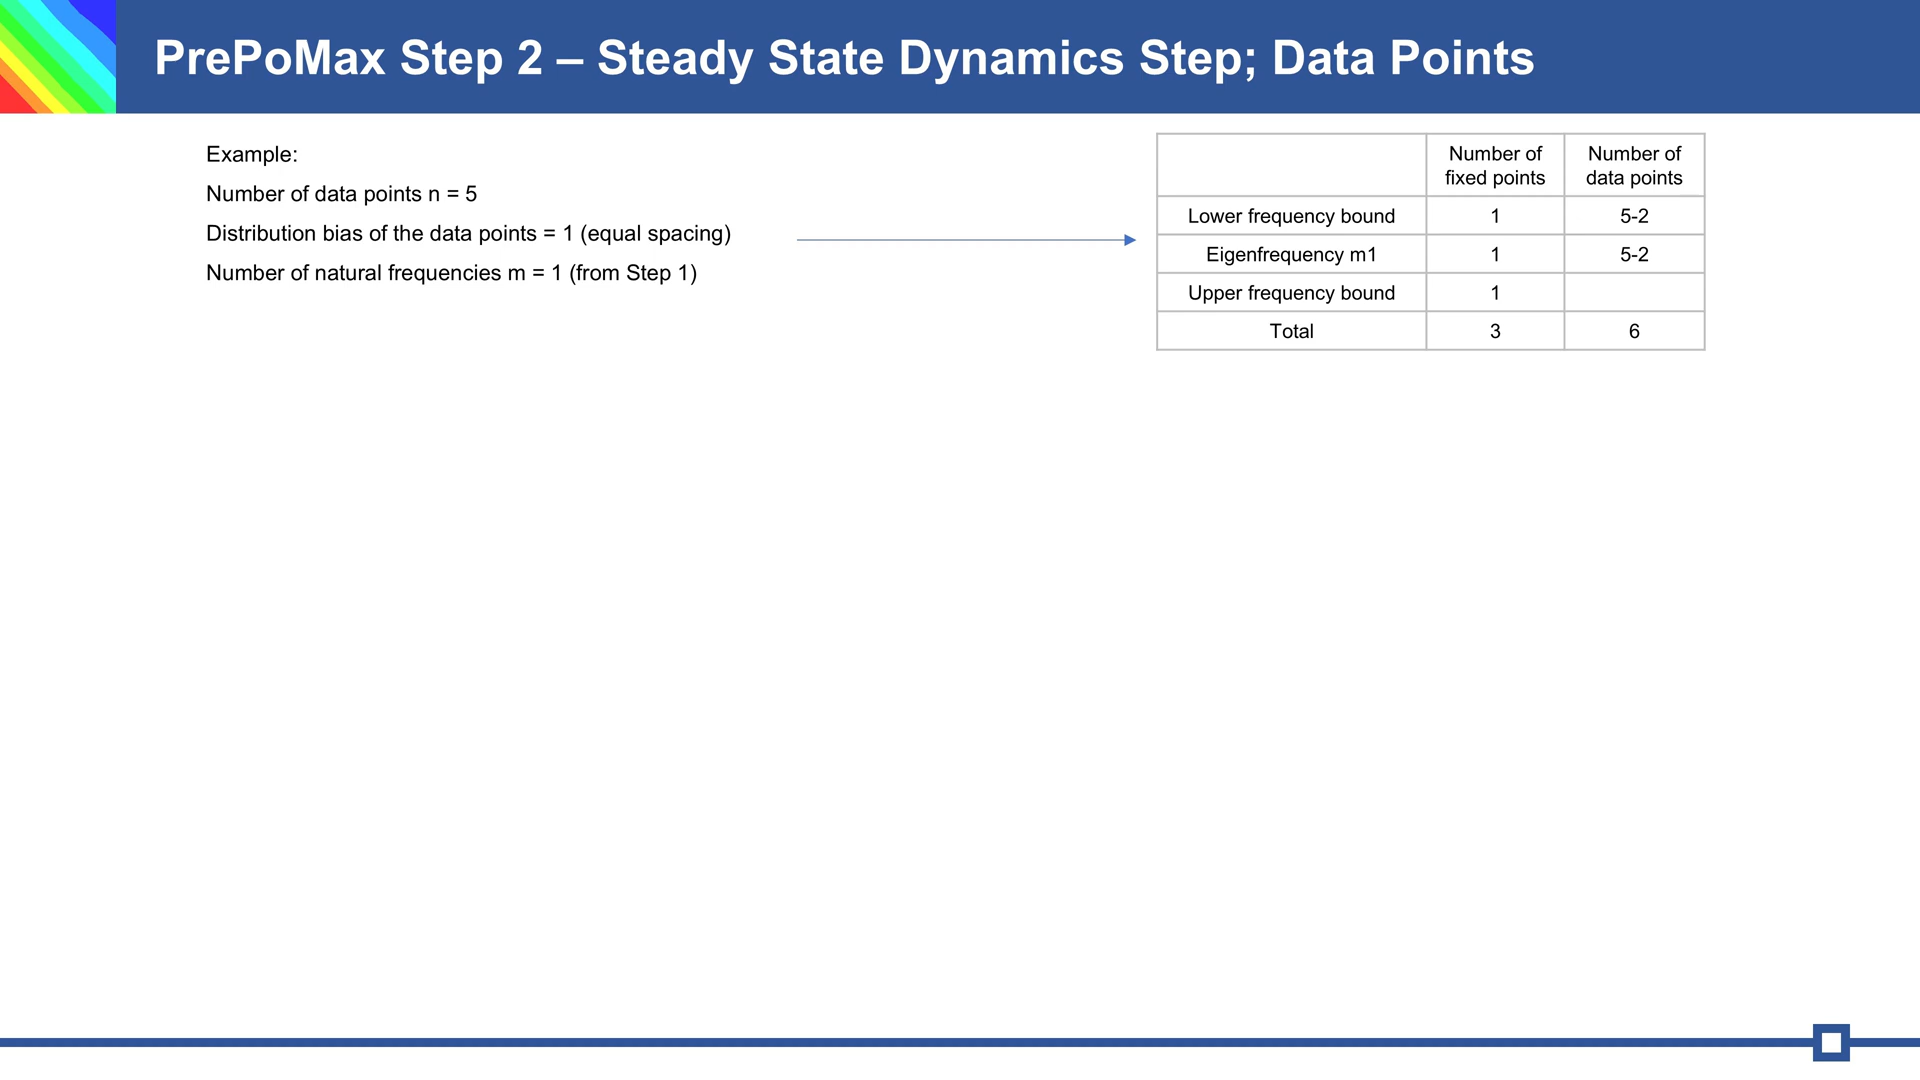 PrePoMax Step 2 – Steady State Dynamics Step; Data Points
Example:
Number of data points n = 5
Distribution bias of the data points = 1 (equal spacing)
Number of natural frequencies m = 1 (from Step 1)
Number of fixed points Number of data points
Lower frequency bound 1 5-2
Eigenfrequency m1 1 5-2
Upper frequency bound 1
Total 3 6